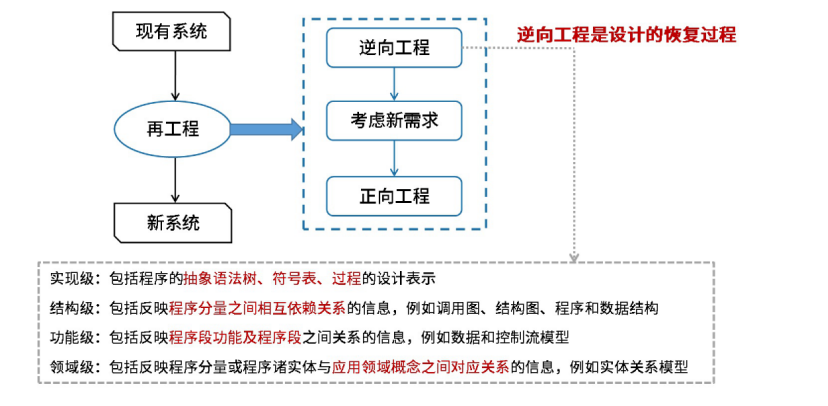 现有系统
再工程
新系统
逆向工程
考虑新需求
正向工程
逆向工程是设计的恢复过程
实现级：包括程序的抽象语法树、符号表、过程的设计表示
结构级：包括反映程序分量之间相互依赖关系的信息，例如调用图、结构图、程序和数据结构
功能级：包括反映程序段功能及程序段之间关系的信息，例如数据和控制流模型
领域级：包括反映程序分量或程序诸实体与应用领域概念之间对应关系的信息，例如实体关系模型